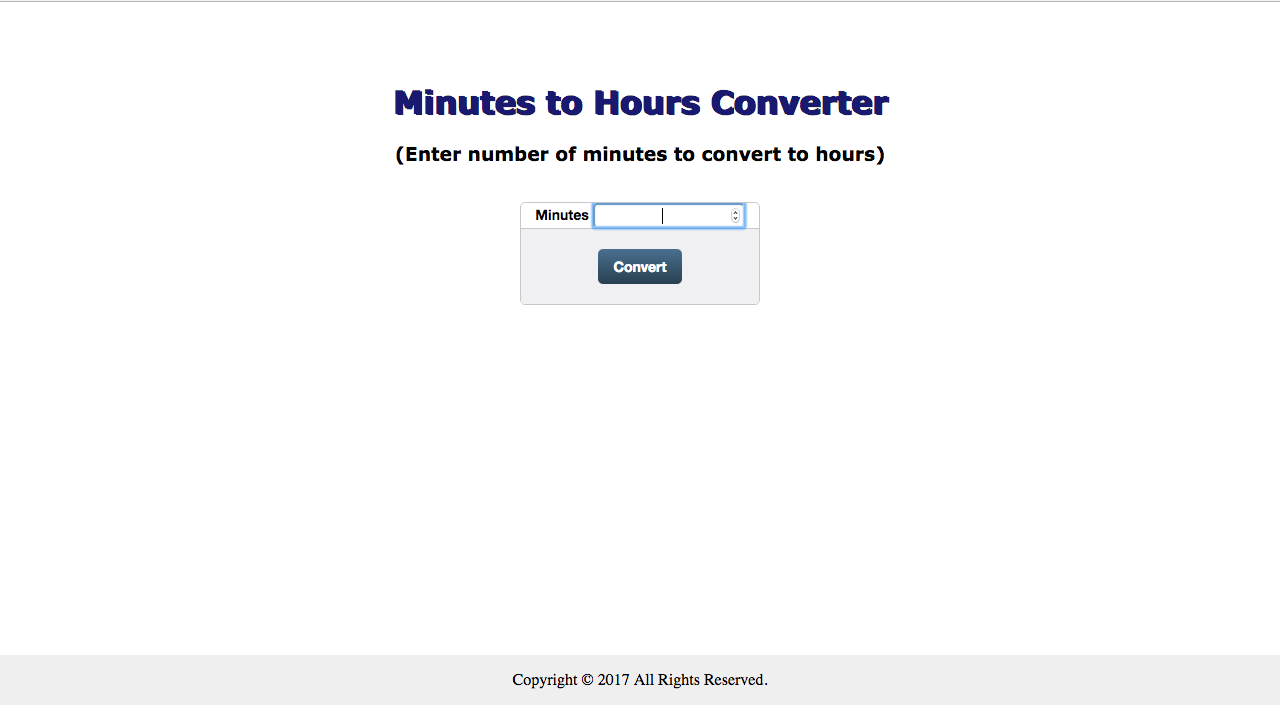 Minutes to Hours Converter
(Enter number of minutes to convert to hours)
Minutes
Convert
Copyright © 2017 All Rights Reserved.